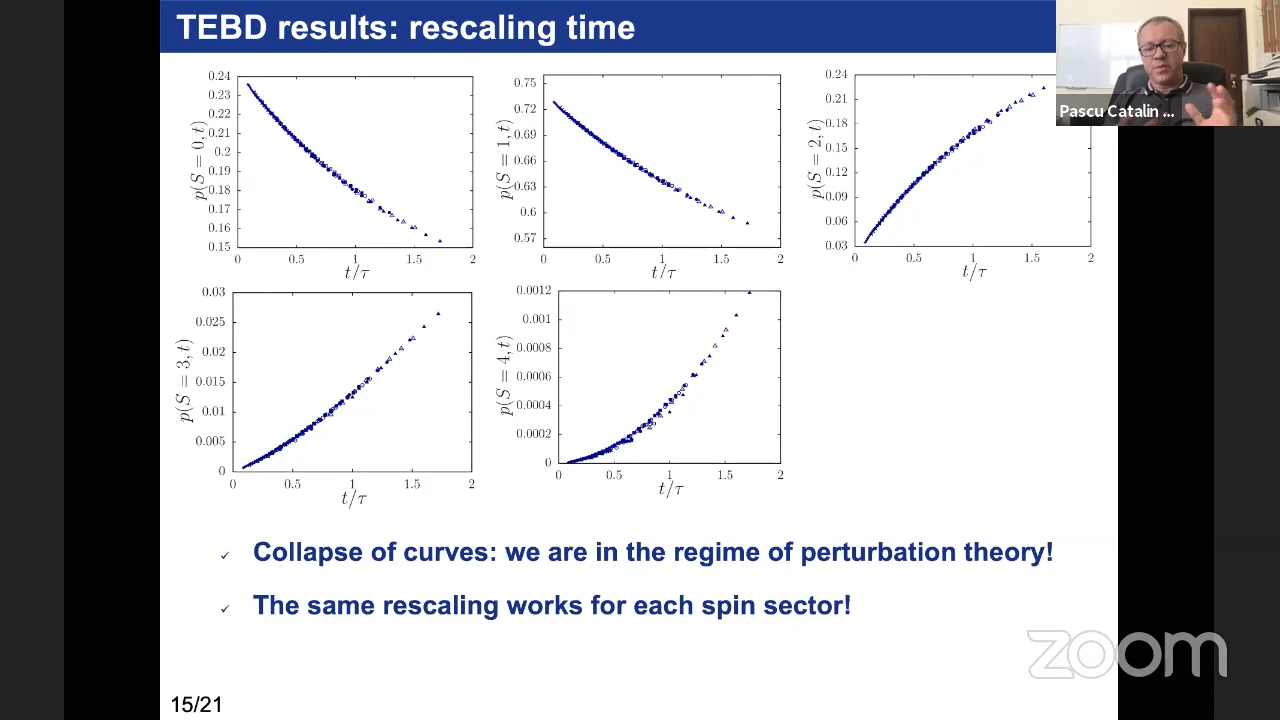 TEBD results: rescaling time
Pascu Catalin ...
0.24
0.23
0.22
0.21
0.2
0.19
0.18
0.17
0.16
0.15
p(S = 0, t)
0 0.5 1 1.5 2
t/τ
0.75
0.72
0.69
0.66
0.63
0.6
0.57
p(S = 1, t)
0 0.5 1 1.5 2
t/τ
0.24
0.21
0.18
0.15
0.12
0.09
0.06
0.03
p(S = 2, t)
0 0.5 1 1.5 2
t/τ
0.03
0.025
0.02
0.015
0.01
0.005
0
p(S = 3, t)
0 0.5 1 1.5 2
t/τ
0.0012
0.001
0.0008
0.0006
0.0004
0.0002
0
p(S = 4, t)
0 0.5 1 1.5 2
t/τ
✓ Collapse of curves: we are in the regime of perturbation theory!
✓ The same rescaling works for each spin sector!
zoom
15/21